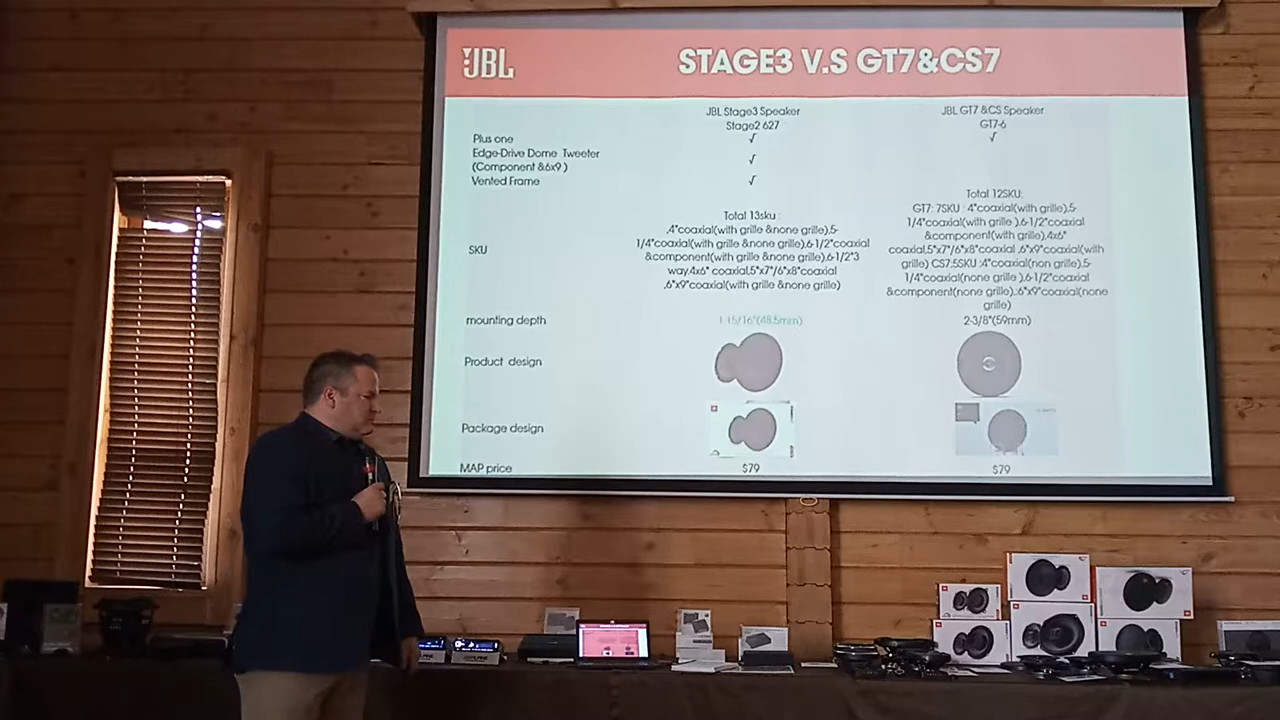 JBL
STAGE3 V.S GT7&CS7
JBL Stage3 Speaker
Stage2 627
JBL GT7 &CS Speaker
GT7-6
Plus one
√
√
Edge-Drive Dome Tweeter
(Component &6x9 )
√
Vented Frame
√
SKU
Total 13sku :
.4"coaxial(with grille &none grille).5-
1/4"coaxial(with grille &none grille).6-1/2"coaxial
&component(with grille &none grille).6-1/2"3
way.4x6" coaxial.5"x7"/6"x8"coaxial
.6"x9"coaxial(with grille &none grille)
Total 12SKU:
GT7: 7SKU : 4"coaxial(with grille).5-
1/4"coaxial(with grille ).6-1/2"coaxial
&component(with grille).4x6"
coaxial.5"x7"/6"x8"coaxial .6"x9"coaxial(with
grille) CS7:5SKU :4"coaxial(non grille).5-
1/4"coaxial(none grille ).6-1/2"coaxial
&component(none grille).:6"x9"coaxial(none
grille)
mounting depth
1-15/16"(48.5mm)
2-3/8"(59mm)
Product design
Package design
MAP price
$79
$79